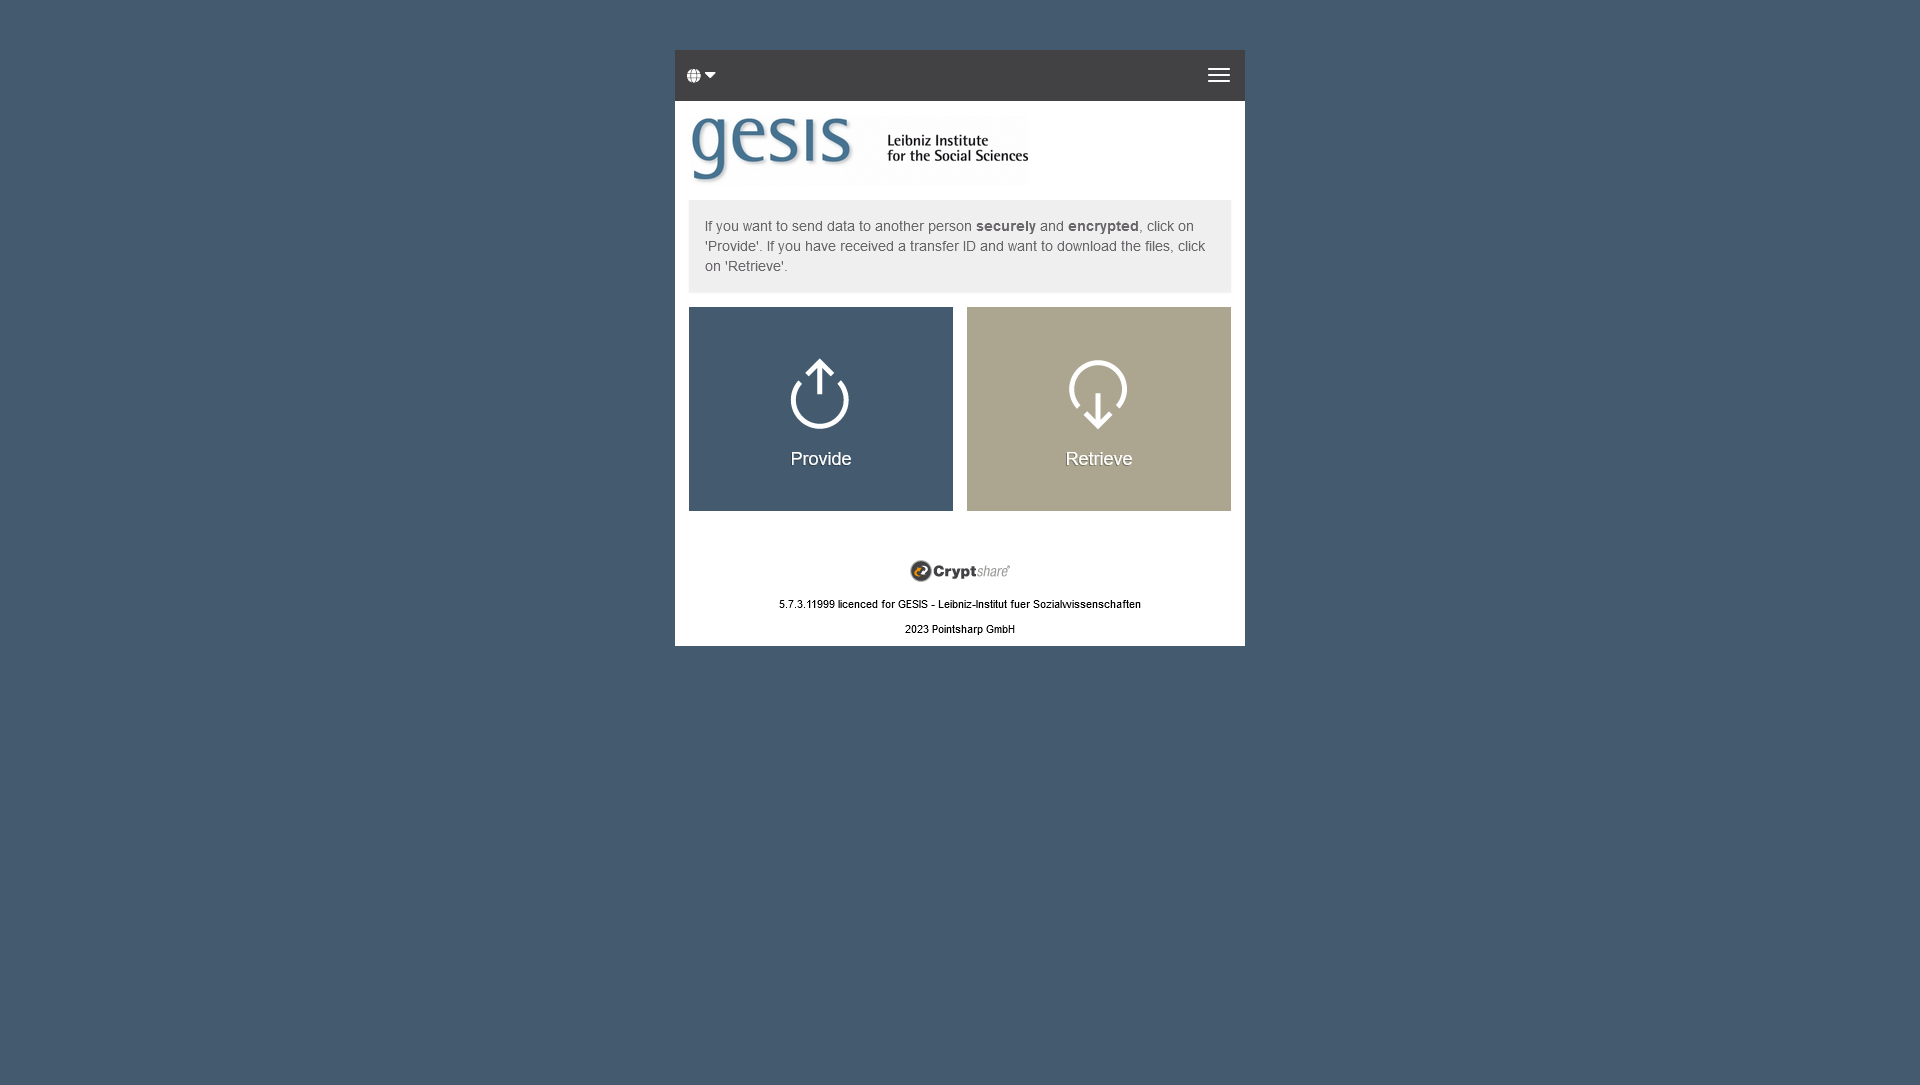 gesis
Leibniz Institute
for the Social Sciences
If you want to send data to another person securely and encrypted, click on
'Provide'. If you have received a transfer ID and want to download the files, click
on 'Retrieve'.
Provide
Retrieve
Cryptshare®
5.7.3.11999 licenced for GESIS - Leibniz-Institut fuer Sozialwissenschaften
2023 Pointsharp GmbH